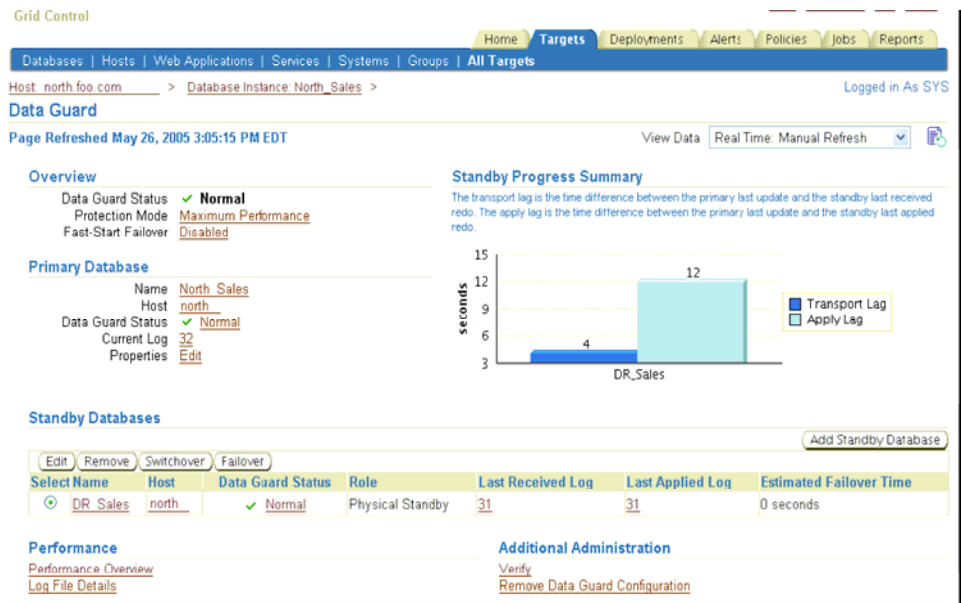 Grid Control
Home Targets Deployments Alerts Policies Jobs Reports
Databases | Hosts | Web Applications | Services | Systems | Groups | All Targets
Host: north.foo.com > Database Instance: North_Sales > Logged in As SYS
Data Guard
Page Refreshed May 26, 2005 3:05:15 PM EDT View Data Real Time: Manual Refresh
Overview
Data Guard Status Normal
Protection Mode Maximum Performance
Fast-Start Failover Disabled
Primary Database
Name North_Sales
Host north
Data Guard Status Normal
Current Log 32
Properties Edit
Standby Progress Summary
The transport lag is the time difference between the primary last update and the standby last received
redo. The apply lag is the time difference between the primary last update and the standby last applied
redo.
seconds
15
12
9
6
3
4
12
DR_Sales
Transport Lag
Apply Lag
Standby Databases
Add Standby Database
Edit Remove Switchover Failover
Select Name Host Data Guard Status Role Last Received Log Last Applied Log Estimated Failover Time
DR_Sales north Normal Physical Standby 31 31 0 seconds
Performance
Performance Overview
Log File Details
Additional Administration
Verify
Remove Data Guard Configuration